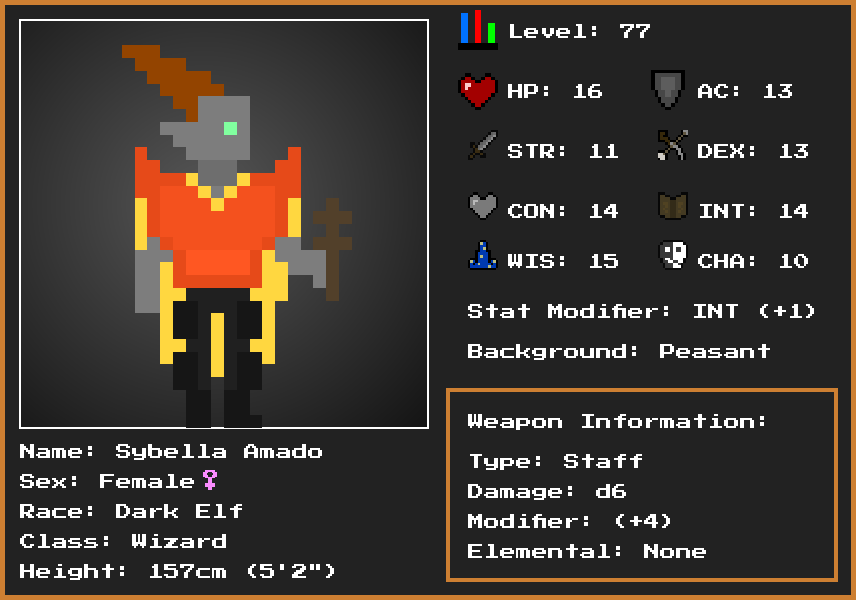 Level: 77
HP: 16 AC: 13
STR: 11 DEX: 13
CON: 14 INT: 14
WIS: 15 CHA: 10
Stat Modifier: INT (+1)
Background: Peasant
Weapon Information:
Type: Staff
Damage: d6
Modifier: (+4)
Elemental: None
Name: Sybella Amado
Sex: Female♀
Race: Dark Elf
Class: Wizard
Height: 157cm (5'2")